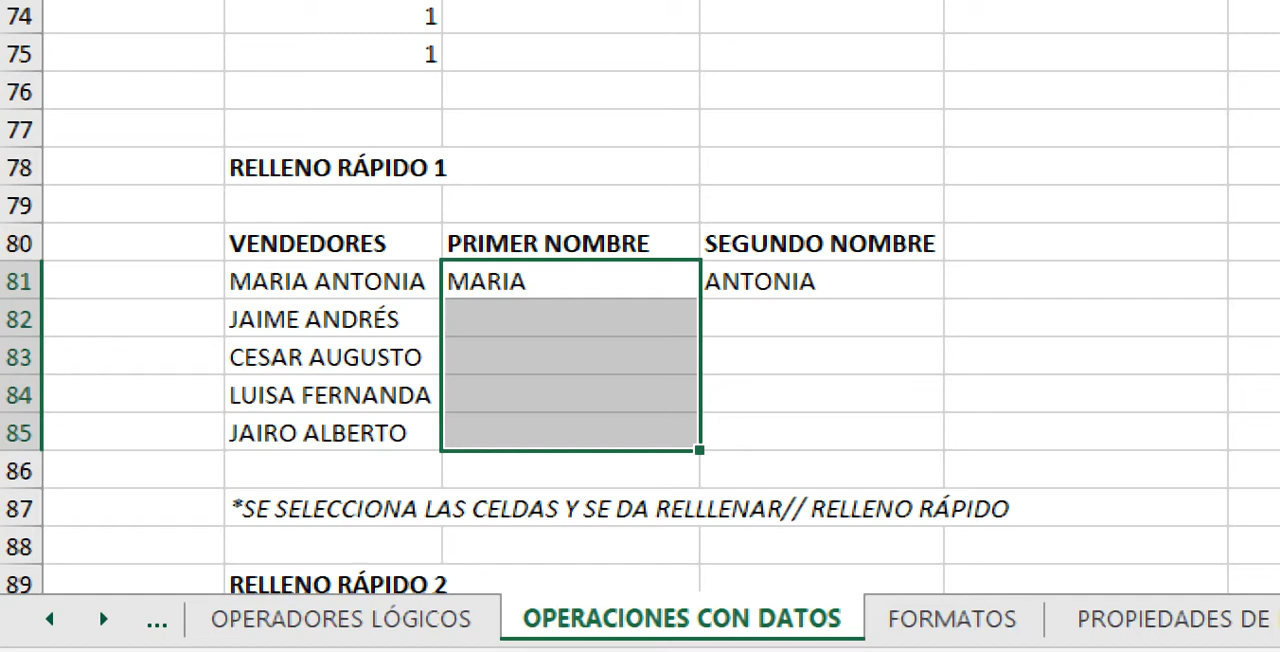 74 1
75 1
76
77
78 RELLENO RÁPIDO 1
79
80 VENDEDORES PRIMER NOMBRE SEGUNDO NOMBRE
81 MARIA ANTONIA MARIA ANTONIA
82 JAIME ANDRÉS
83 CESAR AUGUSTO
84 LUISA FERNANDA
85 JAIRO ALBERTO
86
87 *SE SELECCIONA LAS CELDAS Y SE DA RELLLENAR// RELLENO RÁPIDO
88
89 RELLENO RÁPIDO 2
... OPERADORES LÓGICOS OPERACIONES CON DATOS FORMATOS PROPIEDADES DE